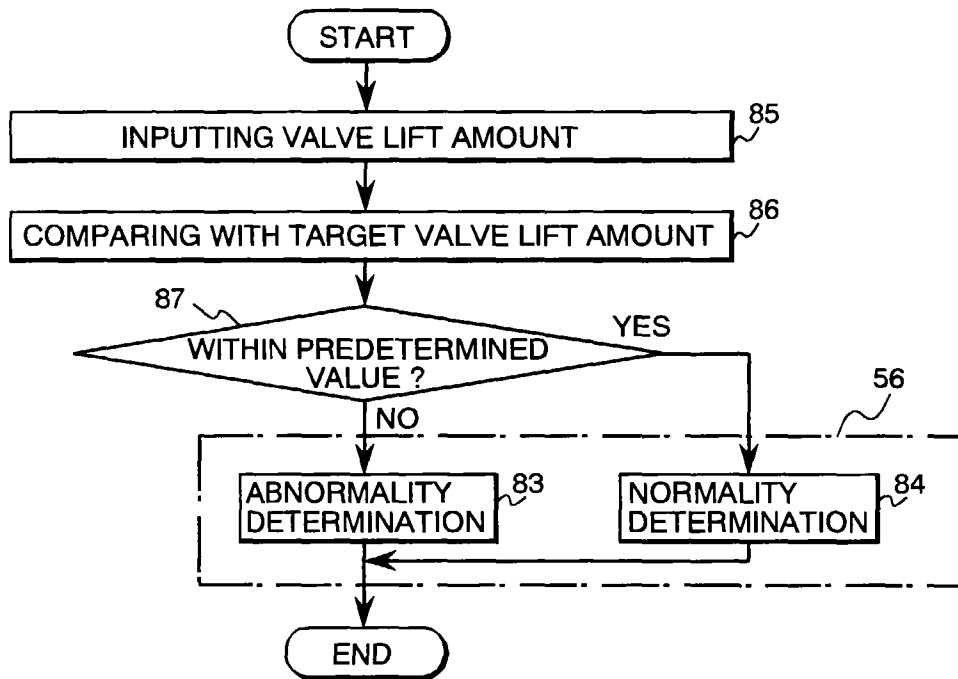 START
INPUTTING VALVE LIFT AMOUNT
85
COMPARING WITH TARGET VALVE LIFT AMOUNT
86
87
WITHIN PREDETERMINED
VALUE ?
YES
NO
56
ABNORMALITY
DETERMINATION
83
NORMALITY
DETERMINATION
84
END